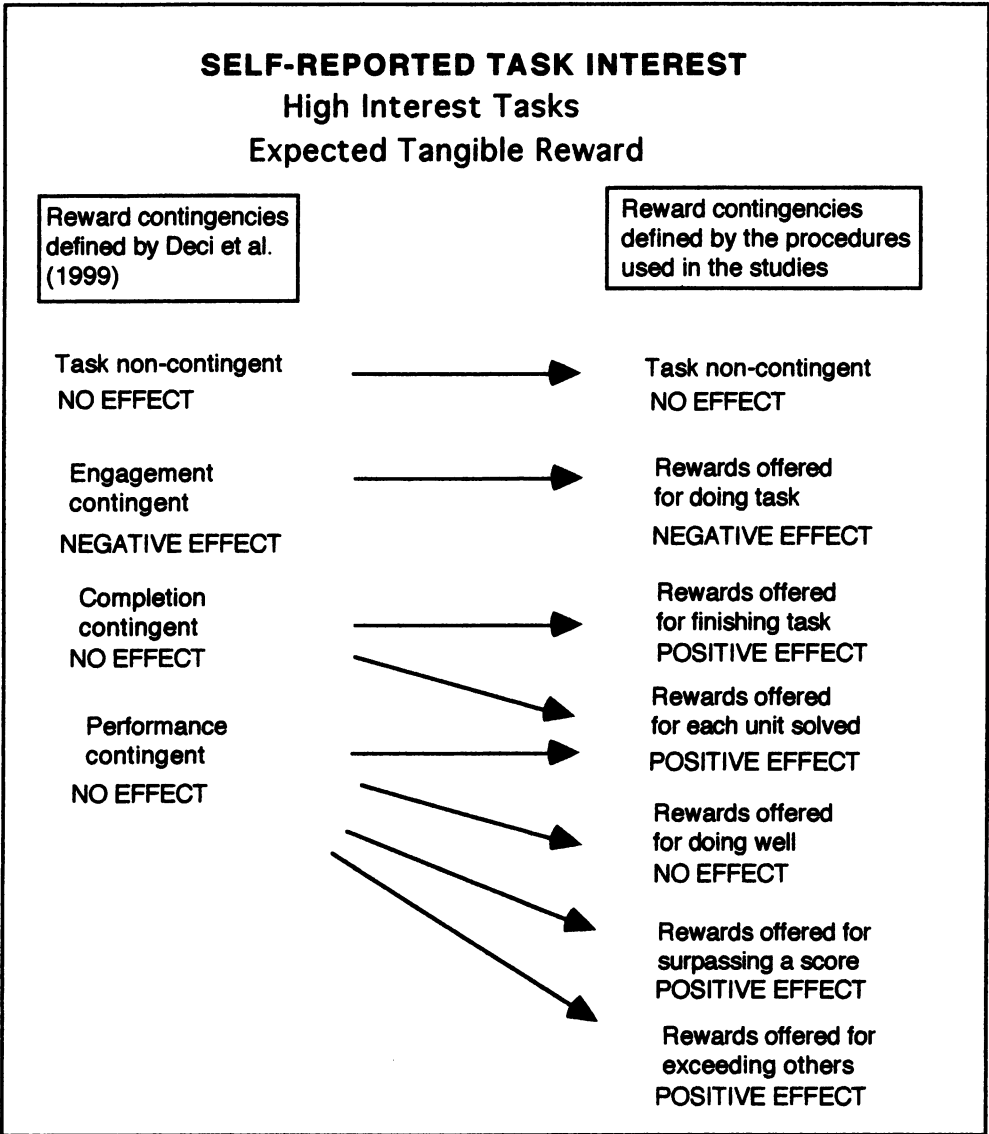 SELF-REPORTED TASK INTEREST
High Interest Tasks
Expected Tangible Reward
Reward contingencies
defined by Deci et al.
(1999)
Reward contingencies
defined by the procedures
used in the studies
Task non-contingent
NO EFFECT
Task non-contingent
NO EFFECT
Engagement
contingent
NEGATIVE EFFECT
Rewards offered
for doing task
NEGATIVE EFFECT
Completion
contingent
NO EFFECT
Rewards offered
for finishing task
POSITIVE EFFECT
Rewards offered
for each unit solved
POSITIVE EFFECT
Performance
contingent
NO EFFECT
Rewards offered
for doing well
NO EFFECT
Rewards offered for
surpassing a score
POSITIVE EFFECT
Rewards offered for
exceeding others
POSITIVE EFFECT